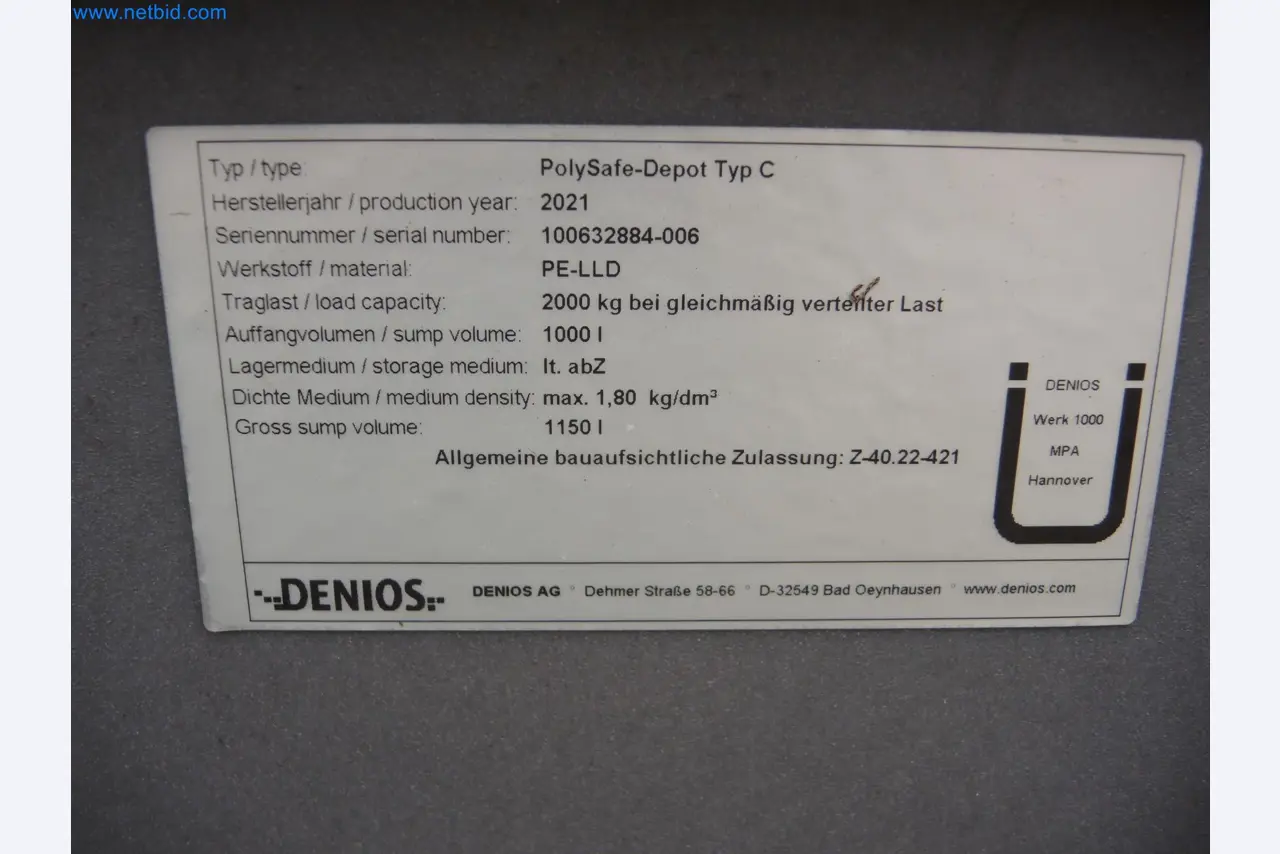 www.netbid.com
Typ / type: PolySafe-Depot Typ C
Herstellerjahr / production year: 2021
Seriennummer / serial number: 100632884-006
Werkstoff / material: PE-LLD
Traglast / load capacity: 2000 kg bei gleichmäßig verteilter Last
Auffangvolumen / sump volume: 1000 l
Lagermedium / storage medium: lt. abZ
Dichte Medium / medium density: max. 1,80 kg/dm³
Gross sump volume: 1150 l
Allgemeine bauaufsichtliche Zulassung: Z-40.22-421
Ü
DENIOS
Werk 1000
MPA
Hannover
DENIOS
DENIOS AG ° Dehmer Straße 58-66 ° D-32549 Bad Oeynhausen ° www.denios.com